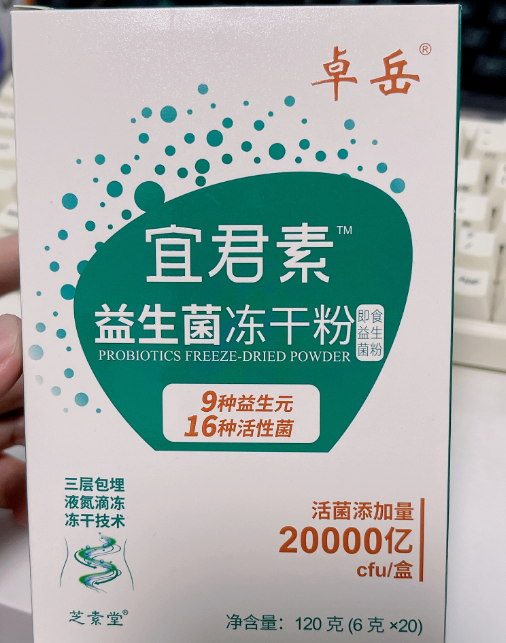 卓岳®
宜君素™
益生菌冻干粉
即食
益生
菌粉
PROBIOTICS FREEZE-DRIED POWDER
9种益生元
16种活性菌
三层包埋
液氮滴冻
冻干技术
活菌添加量
20000亿
cfu/盒
芝素堂®
净含量: 120 克 (6 克 ×20)